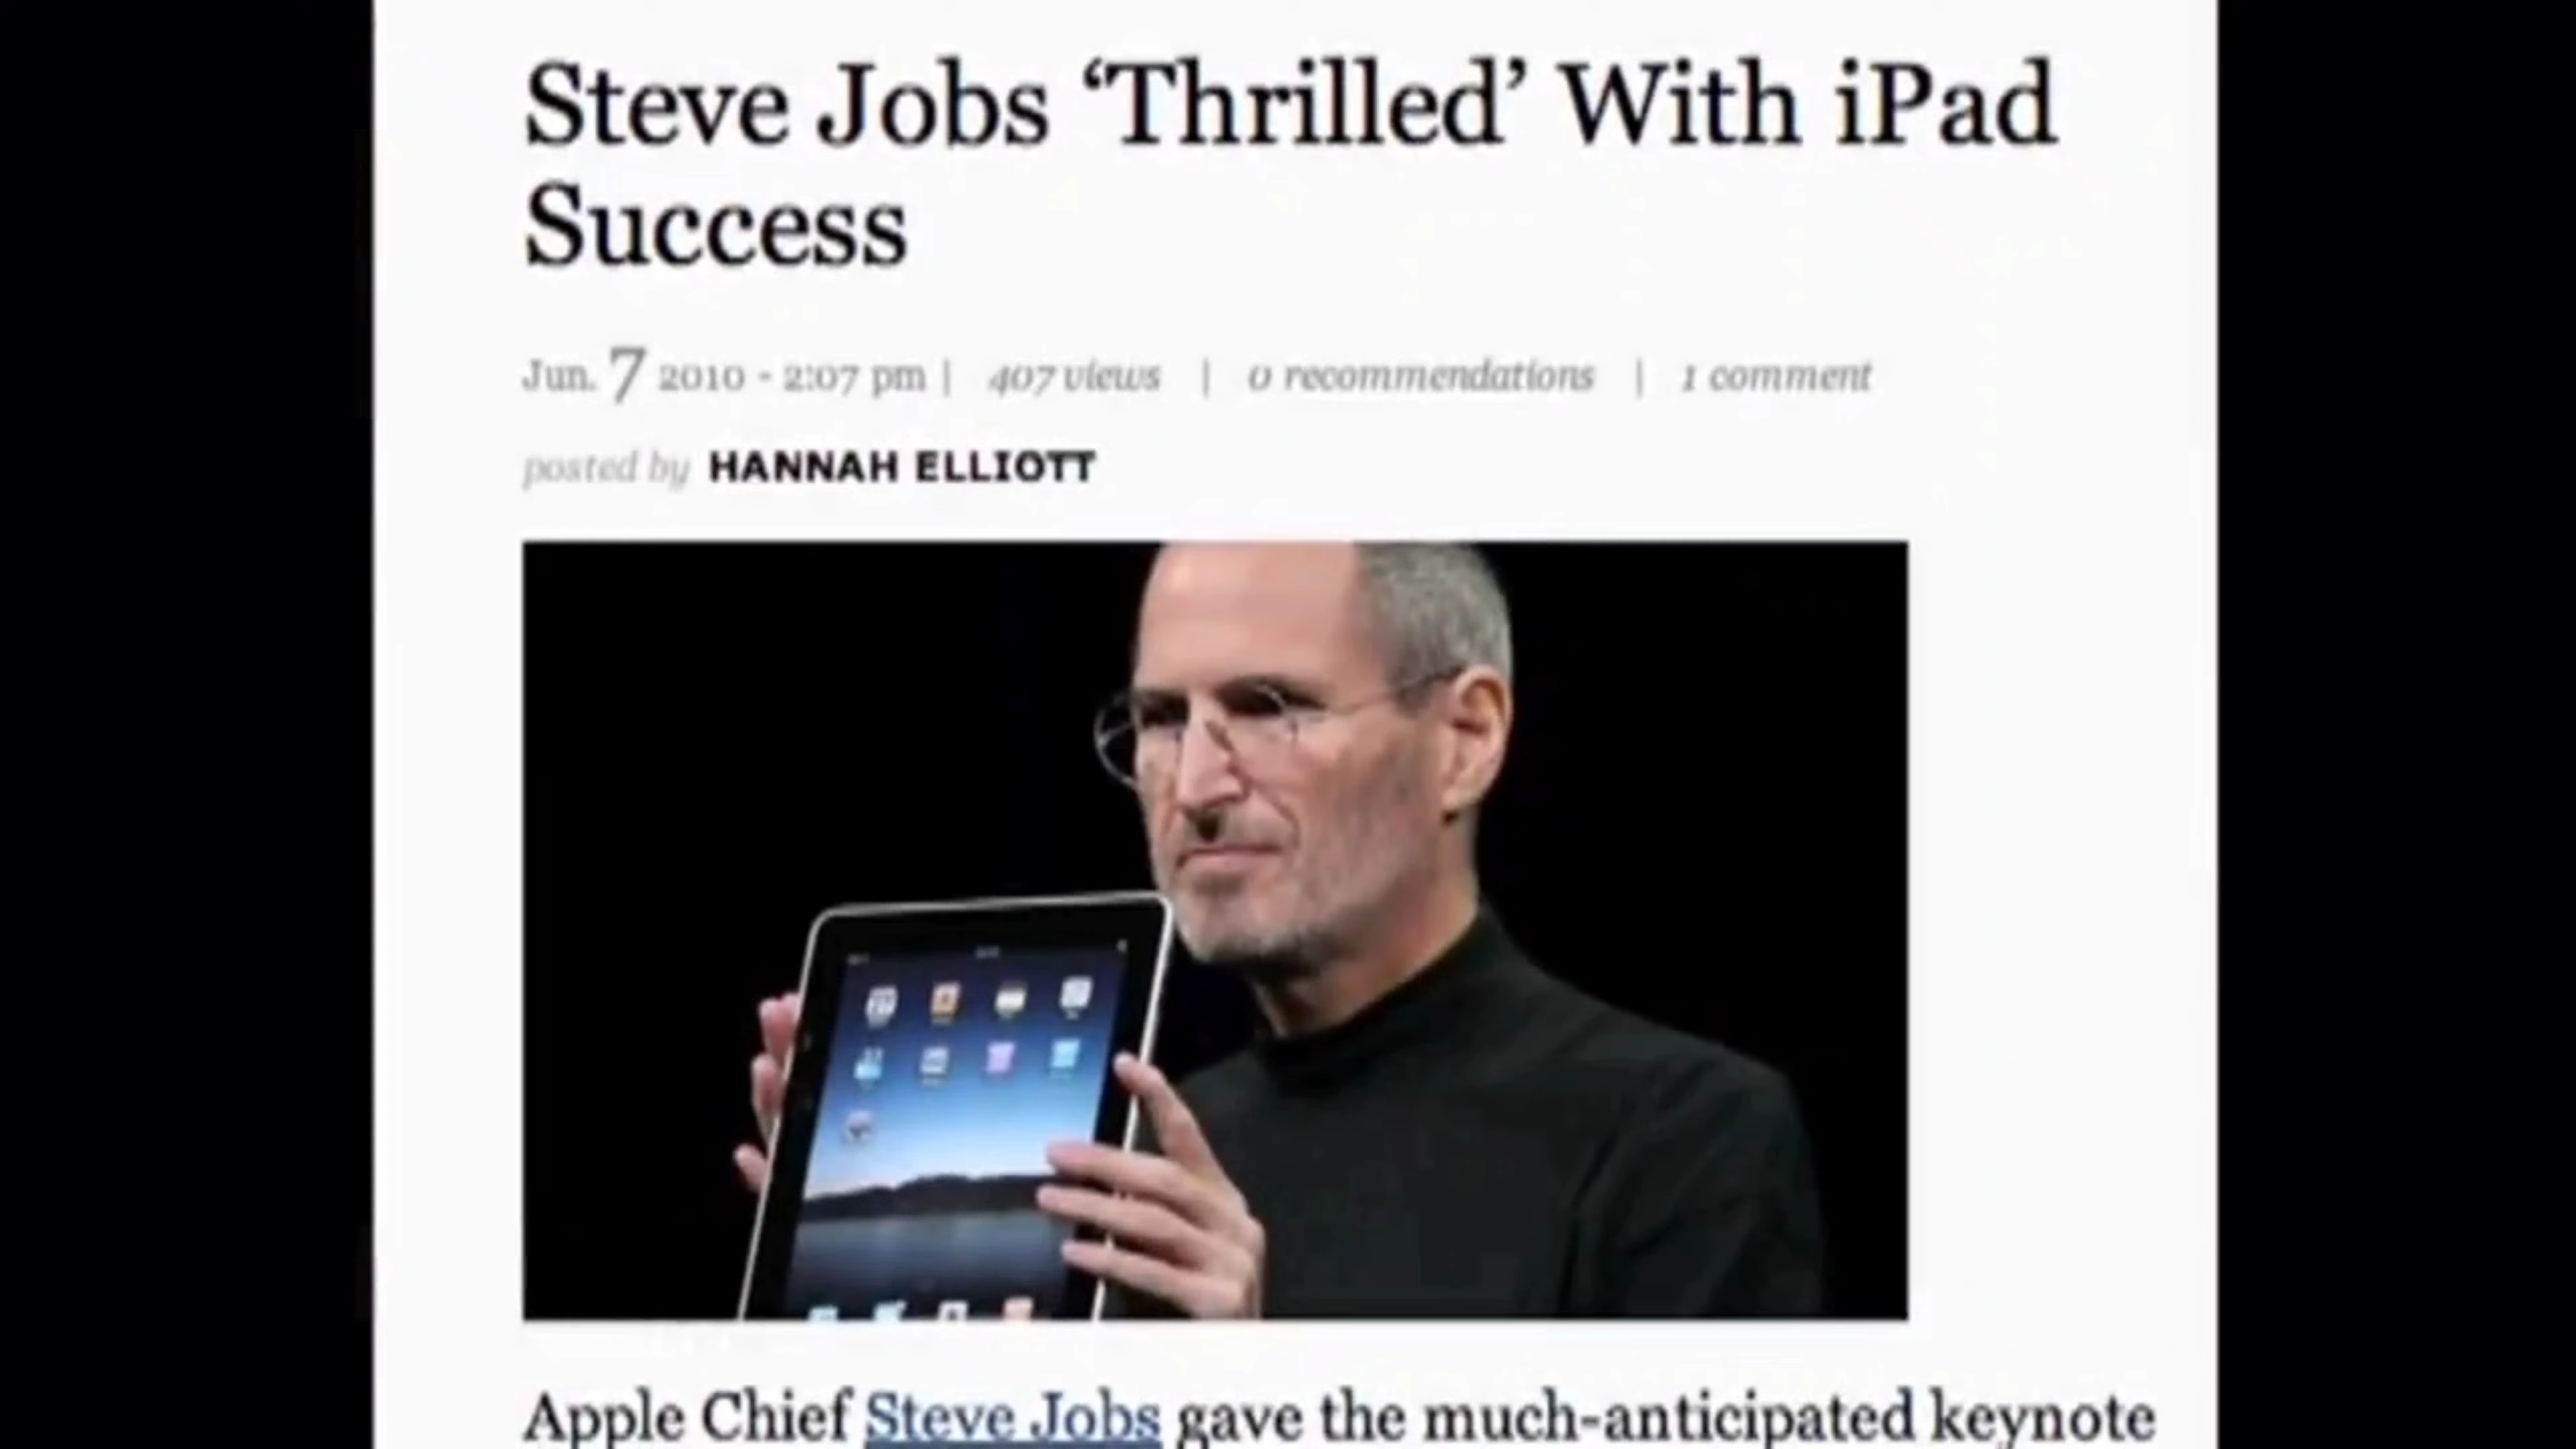 Steve Jobs ‘Thrilled’ With iPad
Success
Jun. 7 2010 - 2:07 pm | 407 views | 0 recommendations | 1 comment
posted by HANNAH ELLIOTT
Apple Chief Steve Jobs gave the much-anticipated keynote